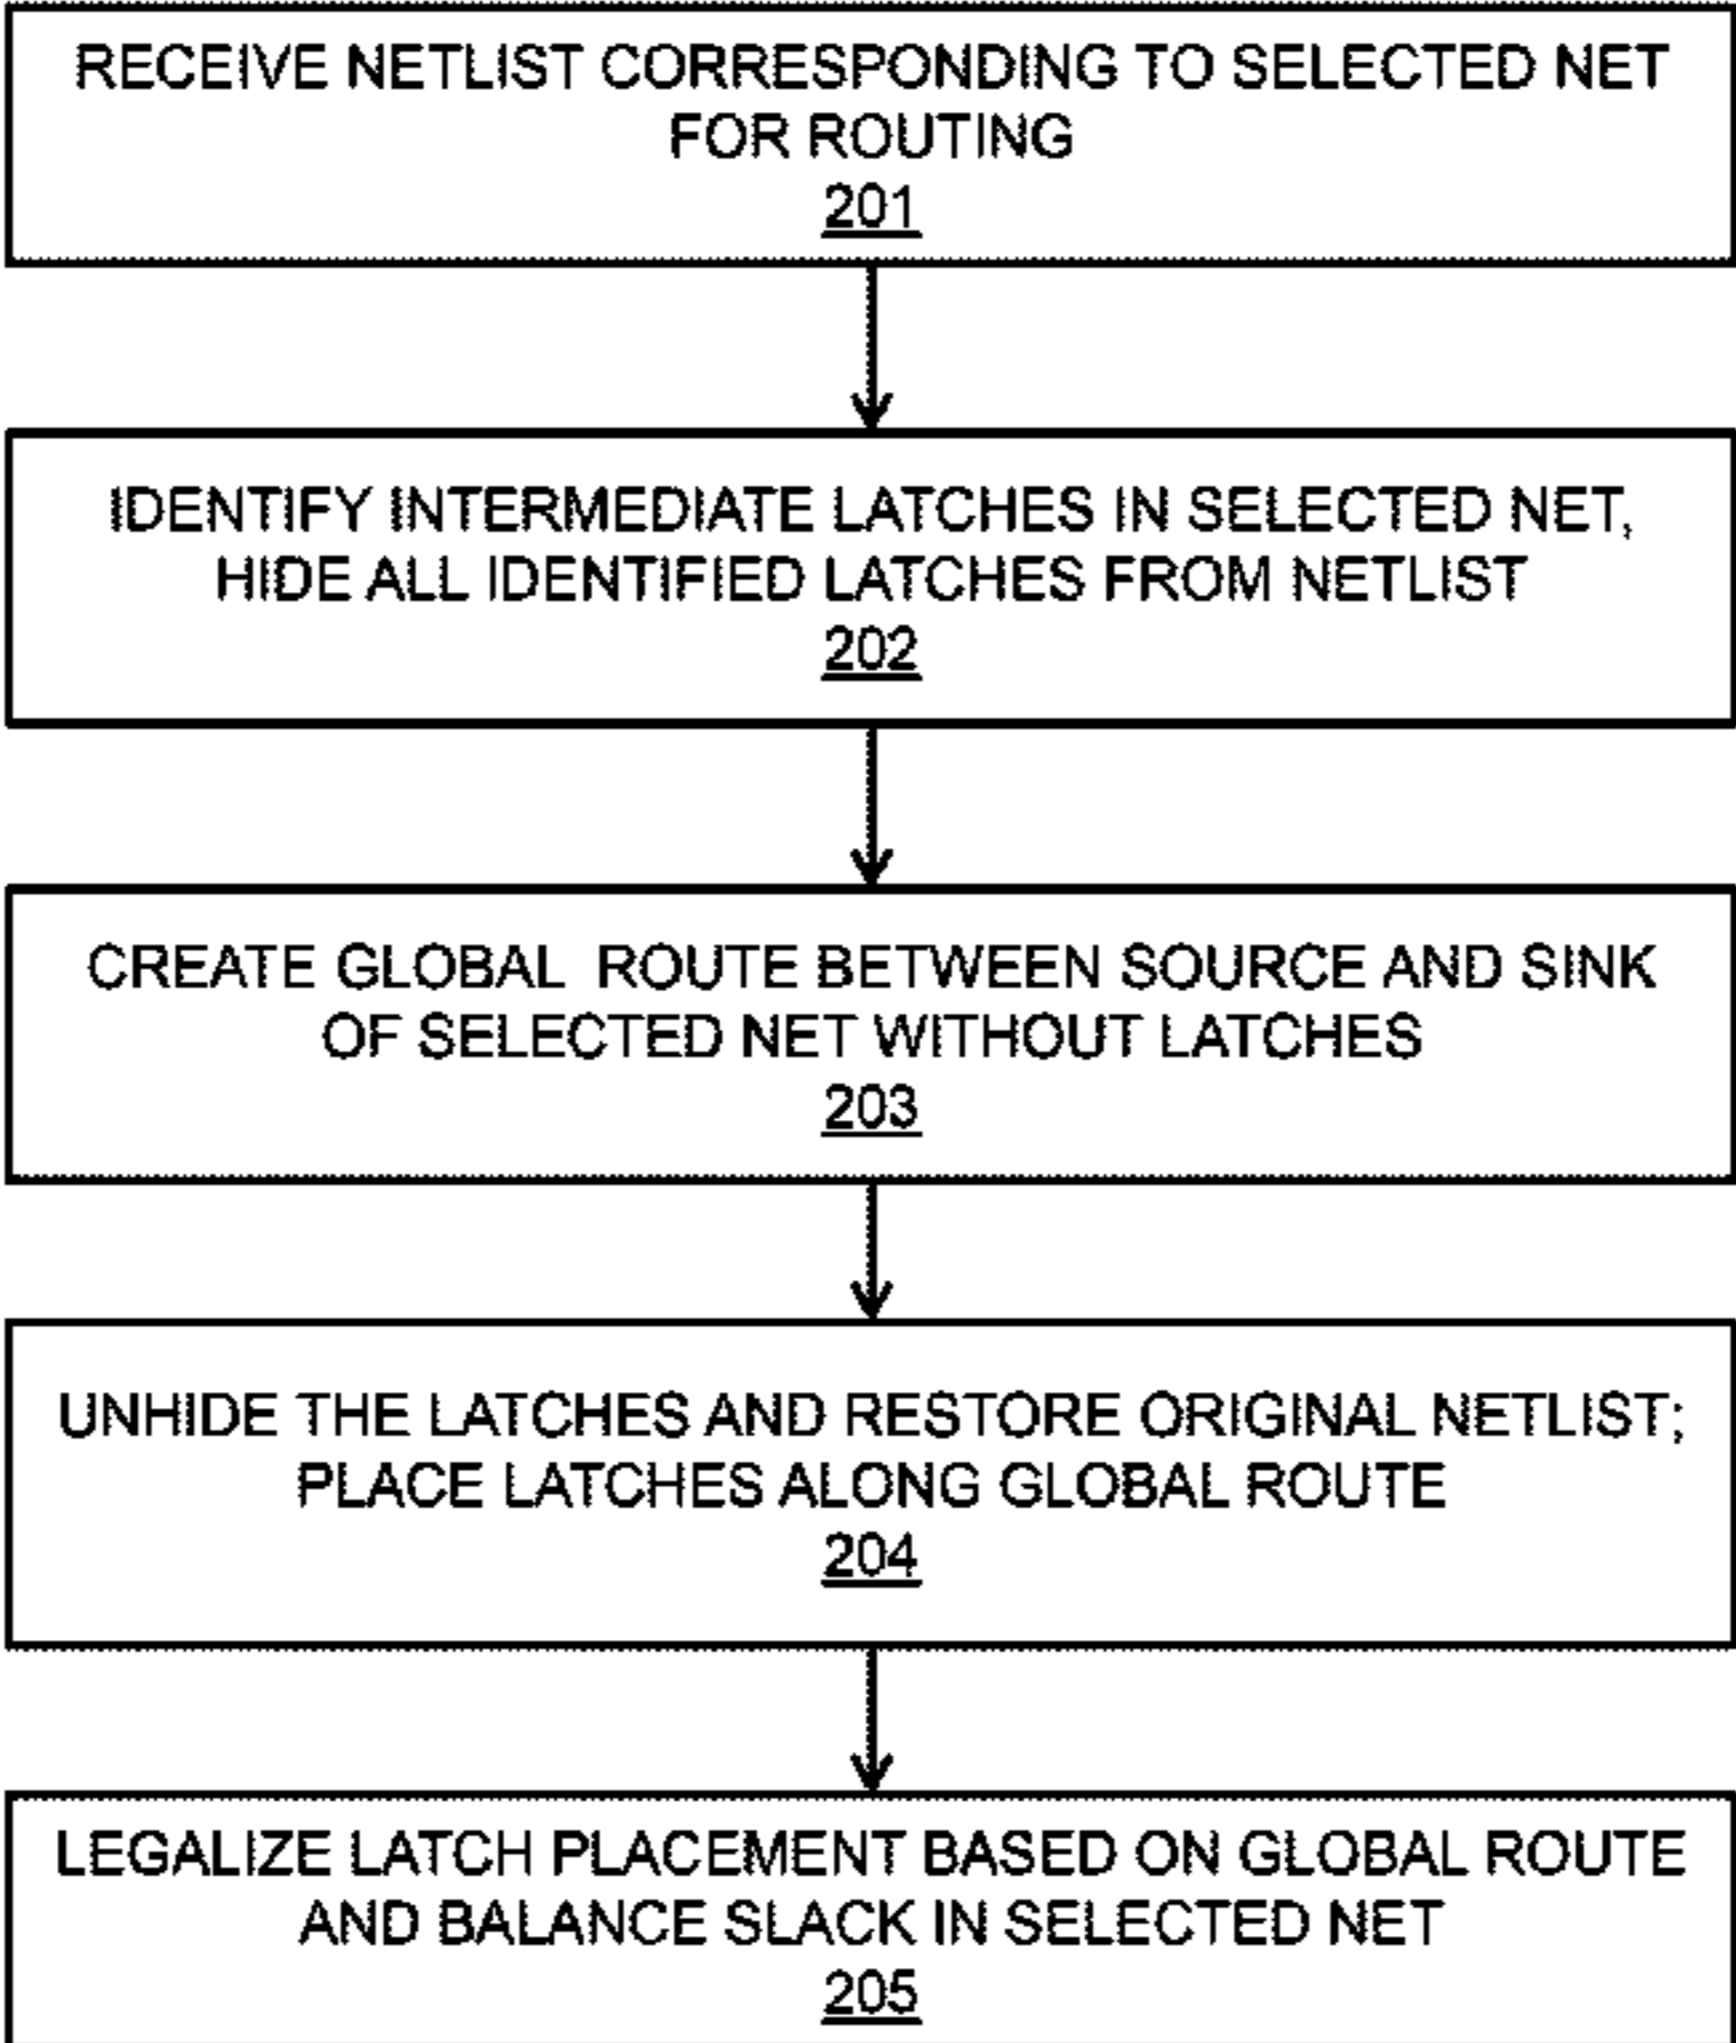 RECEIVE NETLIST CORRESPONDING TO SELECTED NET
FOR ROUTING
201
IDENTIFY INTERMEDIATE LATCHES IN SELECTED NET,
HIDE ALL IDENTIFIED LATCHES FROM NETLIST
202
CREATE GLOBAL ROUTE BETWEEN SOURCE AND SINK
OF SELECTED NET WITHOUT LATCHES
203
UNHIDE THE LATCHES AND RESTORE ORIGINAL NETLIST;
PLACE LATCHES ALONG GLOBAL ROUTE
204
LEGALIZE LATCH PLACEMENT BASED ON GLOBAL ROUTE
AND BALANCE SLACK IN SELECTED NET
205